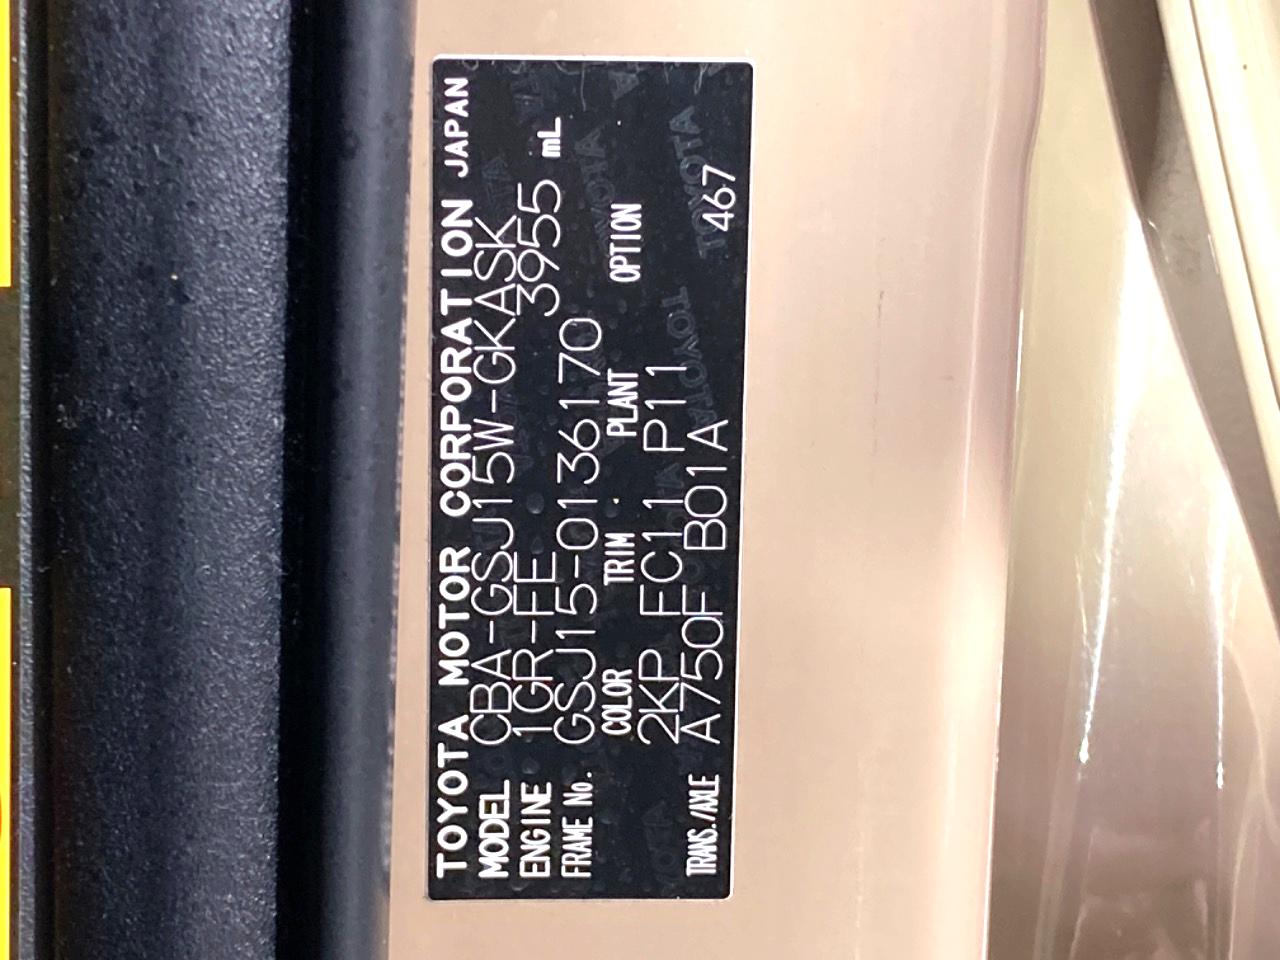 TOYOTA MOTOR CORPORATION JAPAN
MODEL CBA-GSJ15W-GKASK
ENGINE 1GR-FE 3955 mL
FRAME No. GSJ15-0136170
COLOR TRIM PLANT OPTION
2KP FC11 P11
TRANS./AXLE A750F B01A 467